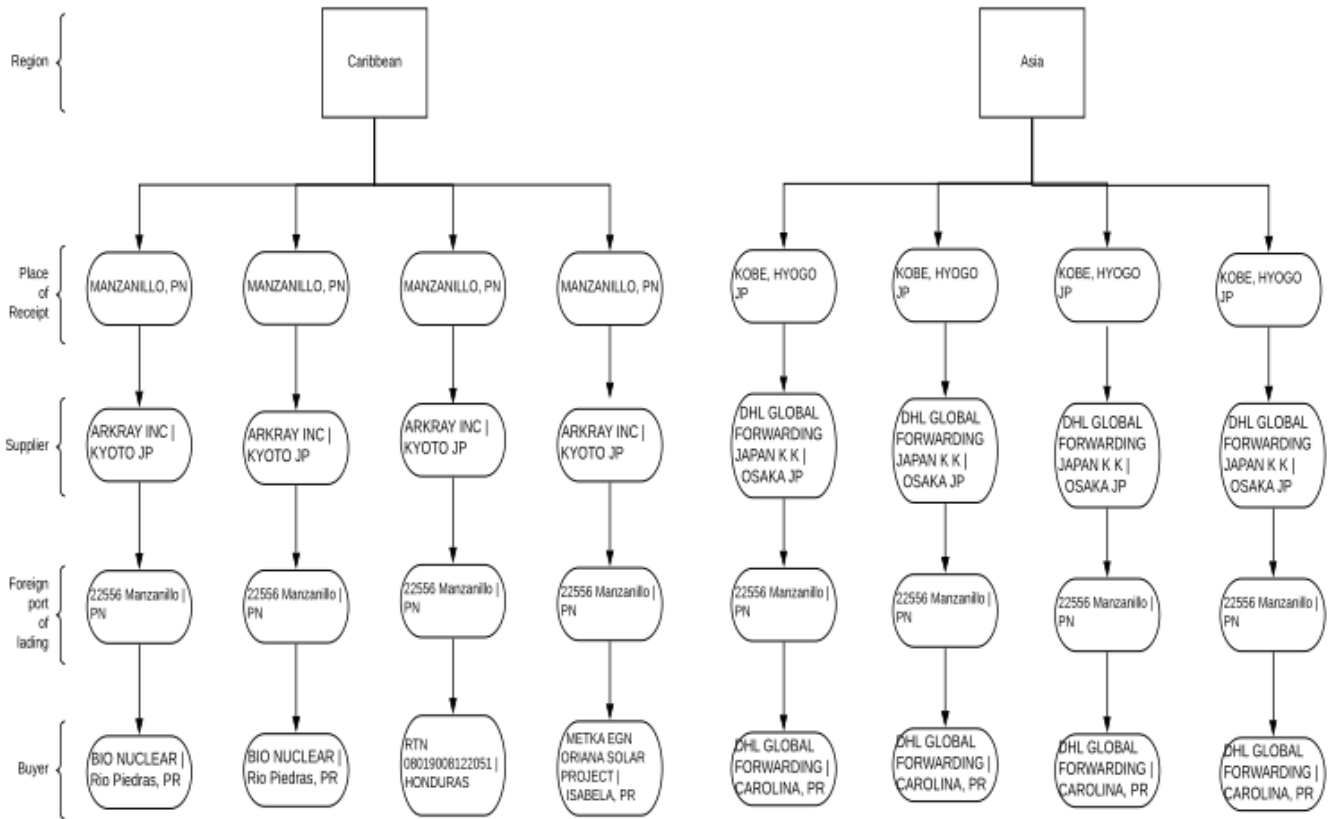 Region
Caribbean
Asia
Place
of
Receipt
MANZANILLO, PN
MANZANILLO, PN
MANZANILLO, PN
MANZANILLO, PN
KOBE, HYOGO
JP
KOBE, HYOGO
JP
KOBE, HYOGO
JP
KOBE, HYOGO
JP
Supplier
ARKRAY INC |
KYOTO JP
ARKRAY INC |
KYOTO JP
ARKRAY INC |
KYOTO JP
ARKRAY INC |
KYOTO JP
DHL GLOBAL
FORWARDING
JAPAN K K |
OSAKA JP
DHL GLOBAL
FORWARDING
JAPAN K K |
OSAKA JP
DHL GLOBAL
FORWARDING
JAPAN K K |
OSAKA JP
DHL GLOBAL
FORWARDING
JAPAN K K |
OSAKA JP
Foreign
port
of
lading
22556 Manzanillo |
PN
22556 Manzanillo |
PN
22556 Manzanillo |
PN
22556 Manzanillo |
PN
22556 Manzanillo |
PN
22556 Manzanillo |
PN
22556 Manzanillo |
PN
22556 Manzanillo |
PN
Buyer
BIO NUCLEAR |
Rio Piedras, PR
BIO NUCLEAR |
Rio Piedras, PR
RTN
08019008122051 |
HONDURAS
METKA EGN
ORIANA SOLAR
PROJECT |
ISABELA, PR
DHL GLOBAL
FORWARDING |
CAROLINA, PR
DHL GLOBAL
FORWARDING |
CAROLINA, PR
DHL GLOBAL
FORWARDING |
CAROLINA, PR
DHL GLOBAL
FORWARDING |
CAROLINA, PR